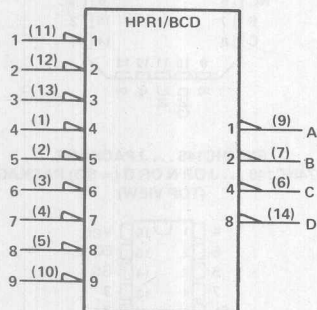 HPRI/BCD
1 (11) 1
2 (12) 2
3 (13) 3
4 (1) 4
5 (2) 5
6 (3) 6
7 (4) 7
8 (5) 8
9 (10) 9
1 (9) A
2 (7) B
4 (6) C
8 (14) D